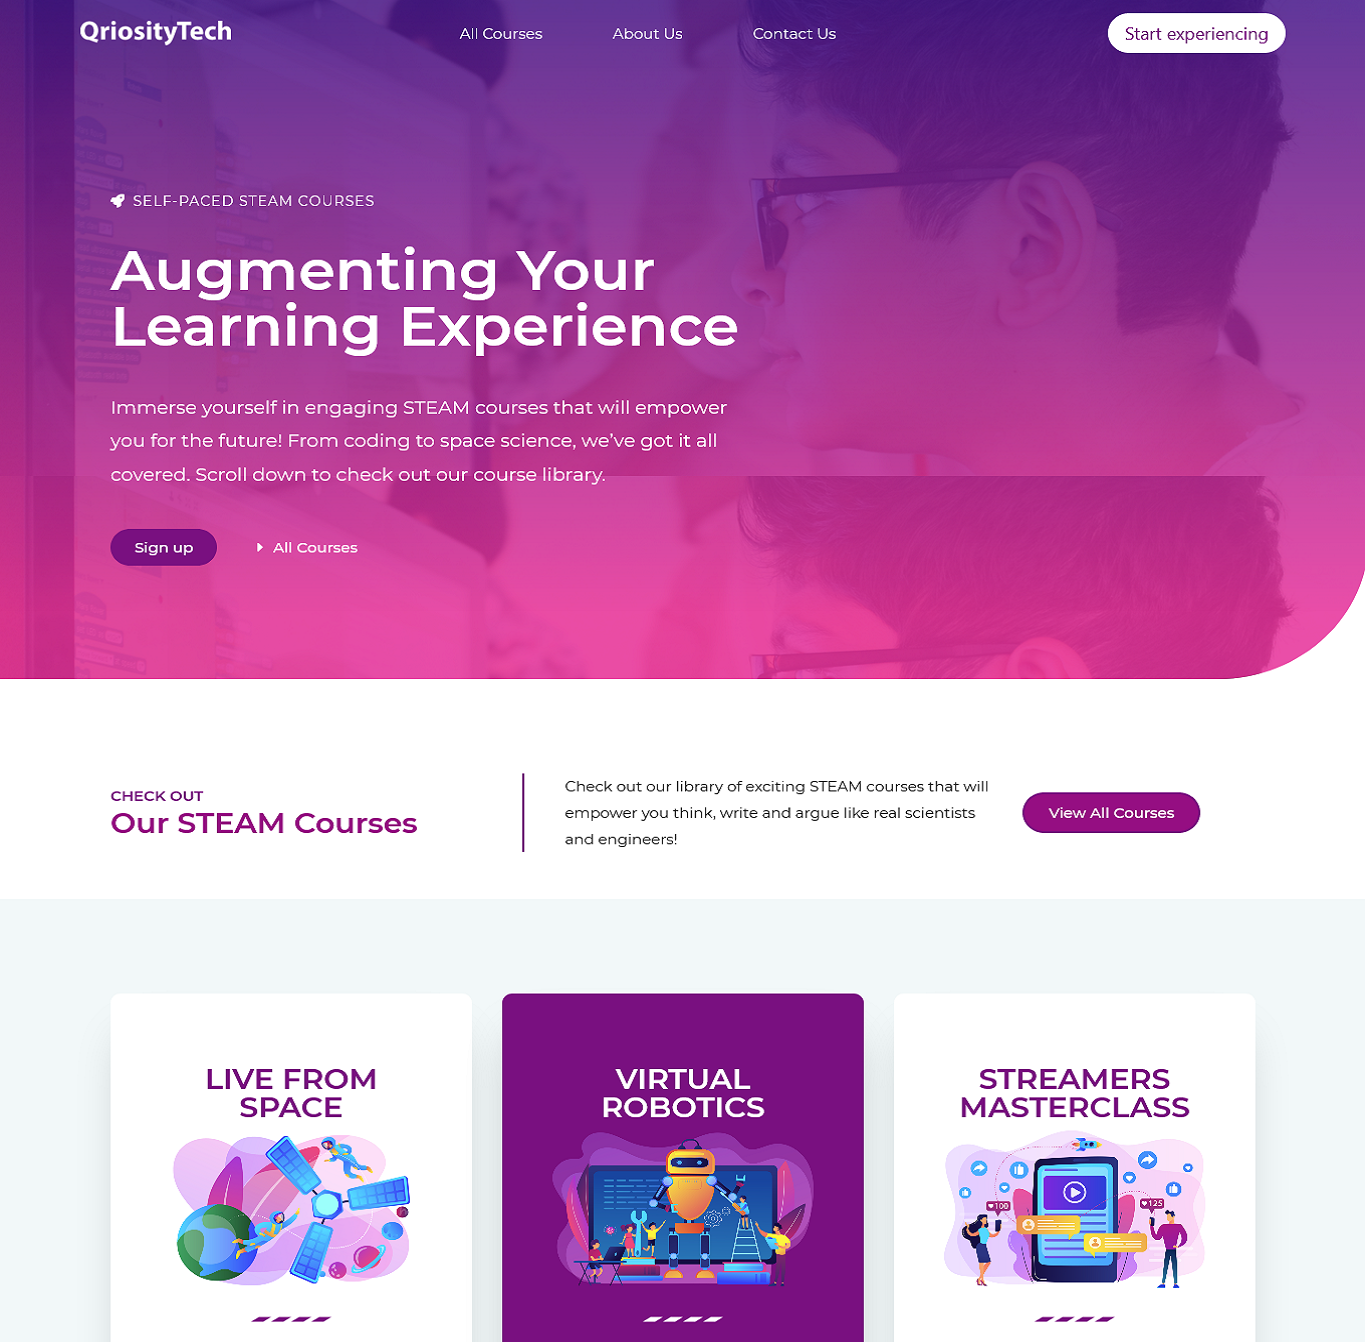 QriosityTech
All Courses
About Us
Contact Us
Start experiencing
SELF-PACED STEAM COURSES
Augmenting Your
Learning Experience
Immerse yourself in engaging STEAM courses that will empower
you for the future! From coding to space science, we’ve got it all
covered. Scroll down to check out our course library.
Sign up
All Courses
CHECK OUT
Our STEAM Courses
Check out our library of exciting STEAM courses that will
empower you think, write and argue like real scientists
and engineers!
View All Courses
LIVE FROM
SPACE
VIRTUAL
ROBOTICS
STREAMERS
MASTERCLASS
100
125